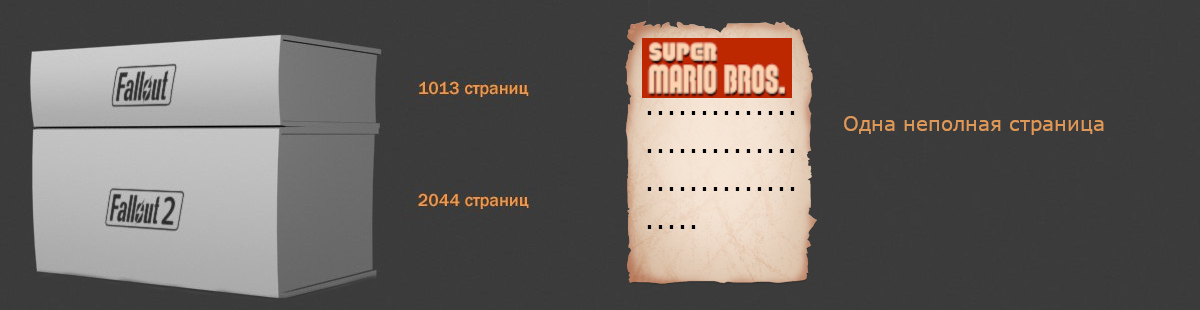 Fallout
1013 страниц
Fallout 2
2044 страниц
SUPER
MARIO BROS.
Одна неполная страница